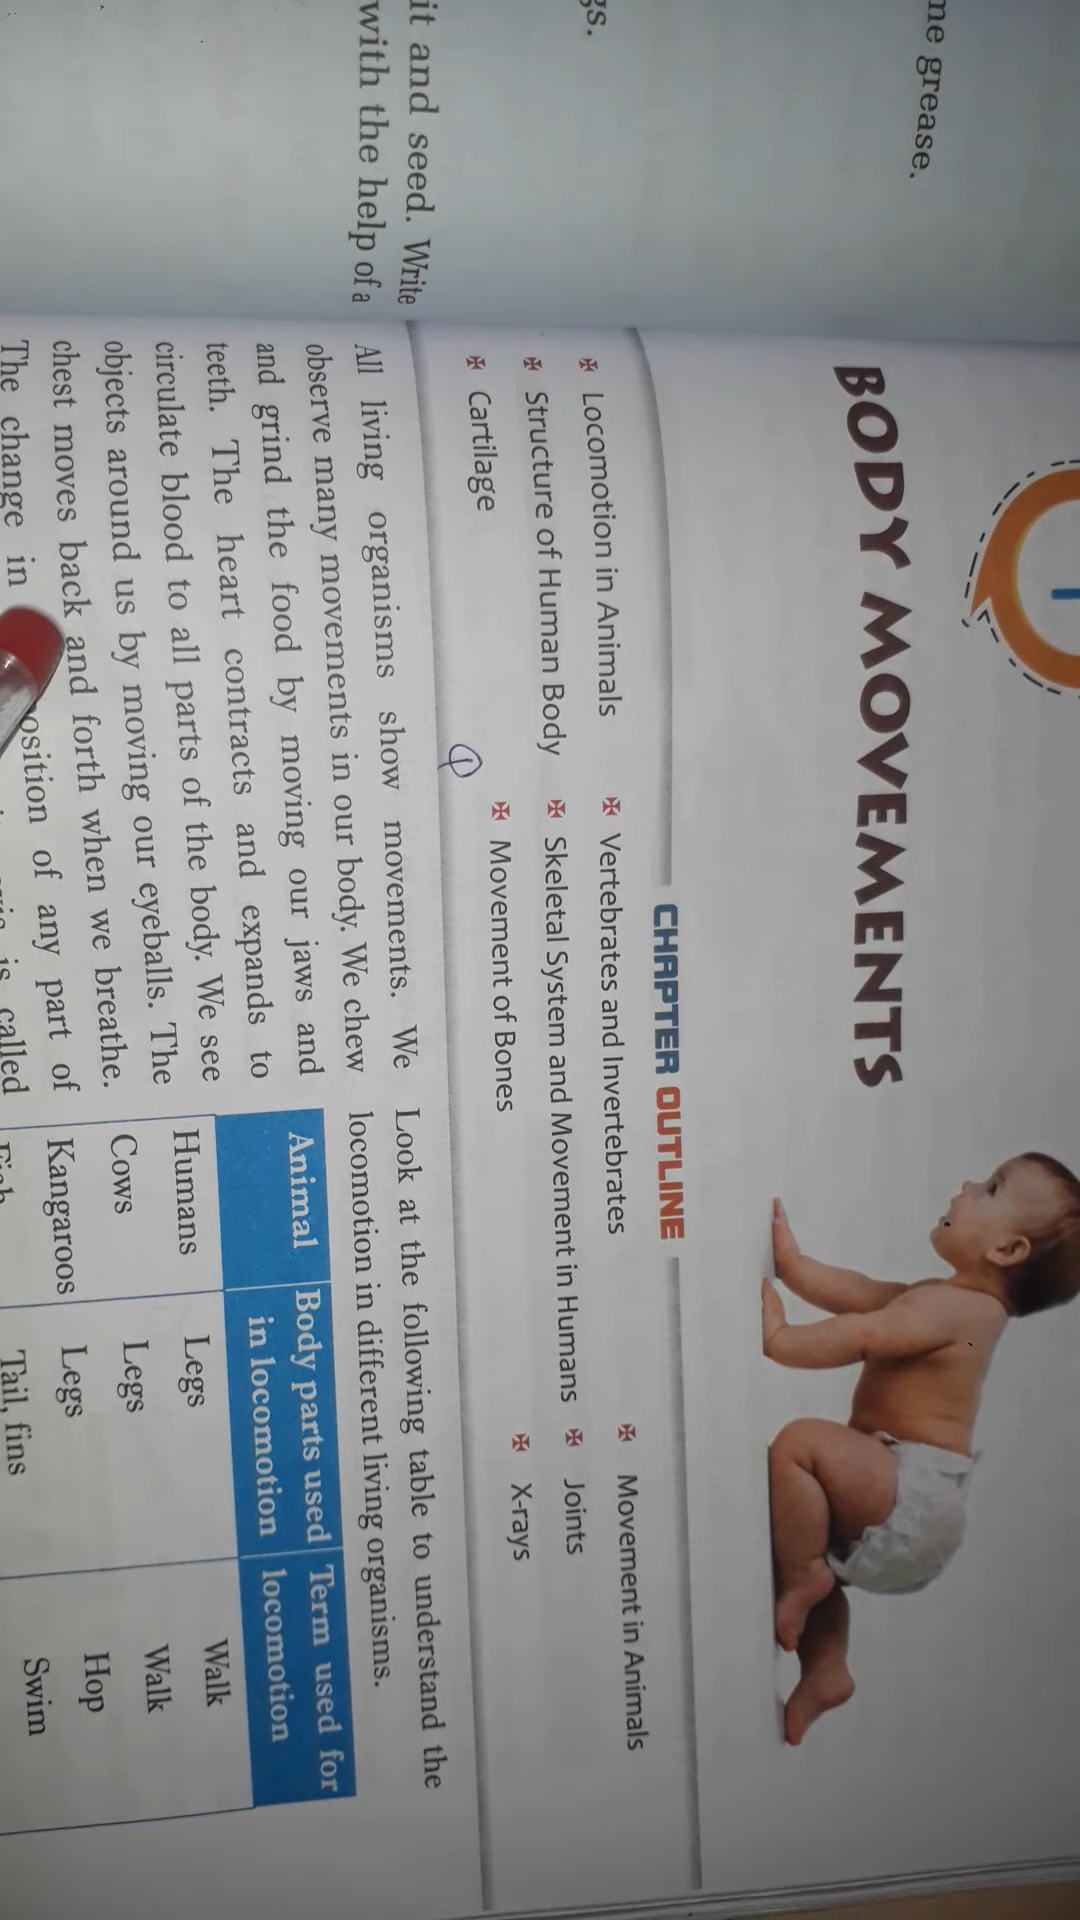 me grease.
gs.
it and seed. Write
with the help of a
BODY MOVEMENTS
CHAPTER OUTLINE
✠ Locomotion in Animals ✠ Vertebrates and Invertebrates ✠ Movement in Animals
✠ Structure of Human Body ✠ Skeletal System and Movement in Humans ✠ Joints
✠ Cartilage ✠ Movement of Bones ✠ X-rays
1
All living organisms show movements. We
observe many movements in our body. We chew
and grind the food by moving our jaws and
teeth. The heart contracts and expands to
circulate blood to all parts of the body. We see
objects around us by moving our eyeballs. The
chest moves back and forth when we breathe.
The change in osition of any part of
is called
Look at the following table to understand the
locomotion in different living organisms.
Animal Body parts used in locomotion Term used for locomotion
Humans Legs Walk
Cows Legs Walk
Kangaroos Legs Hop
Fish Tail, fins Swim